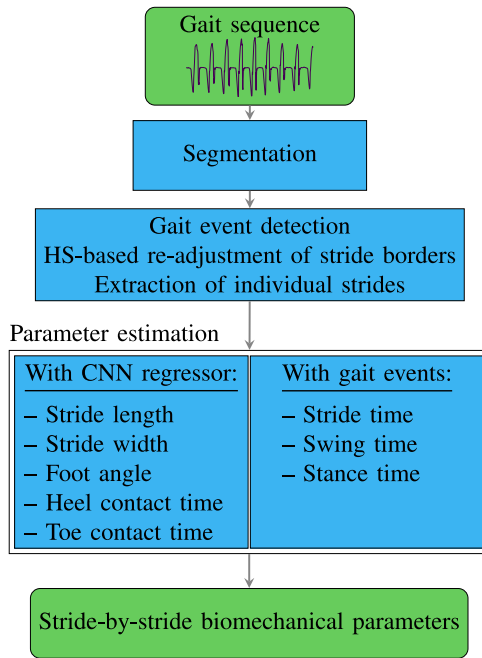 Gait sequence
Segmentation
Gait event detection
HS-based re-adjustment of stride borders
Extraction of individual strides
Parameter estimation
With CNN regressor:
– Stride length
– Stride width
– Foot angle
– Heel contact time
– Toe contact time
With gait events:
– Stride time
– Swing time
– Stance time
Stride-by-stride biomechanical parameters